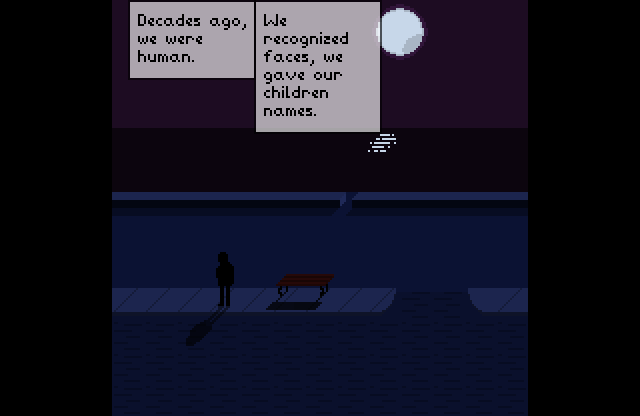 Decades ago,
we were
human.
We
recognized
faces, we
gave our
children
names.